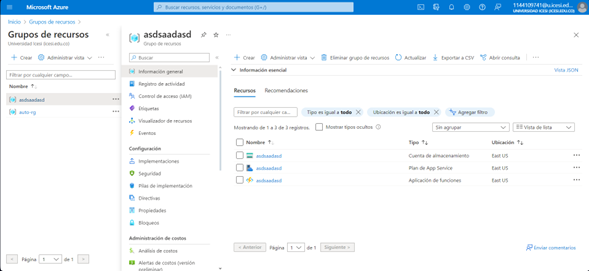 Microsoft Azure
Buscar recursos, servicios y documentos (G+/)
1144109741@u.icesi.ed...
UNIVERSIDAD ICESI (ICESI.EDU.CO)
Inicio > Grupos de recursos >
Grupos de recursos
Universidad Icesi (icesi.edu.co)
+ Crear
Administrar vista
...
Filtrar por cualquier campo...
Nombre ↑↓
asdsaadasd
...
auto-rg
...
Página
1
de 1
asdsaadasd
...
Grupo de recursos
Buscar
Información general
Registro de actividad
Control de acceso (IAM)
Etiquetas
Visualizador de recursos
Eventos
Configuración
Implementaciones
Seguridad
Pilas de implementación
Directivas
Propiedades
Bloqueos
Administración de costos
Análisis de costos
Alertas de costos (versión preliminar)
+ Crear
Administrar vista
Eliminar grupo de recursos
Actualizar
Exportar a CSV
Abrir consulta
...
Información esencial
Vista JSON
Recursos
Recomendaciones
Filtrar por cualquier ca...
Tipo es igual a todo
Ubicación es igual a todo
Agregar filtro
Mostrando de 1 a 3 de 3 registros.
Mostrar tipos ocultos
Sin agrupar
Vista de lista
Nombre ↑
Tipo ↑↓
Ubicación ↑↓
asdsaadasd
Cuenta de almacenamiento
East US
...
asdsaadasd
Plan de App Service
East US
...
asdsaadasd
Aplicación de funciones
East US
...
< Anterior
Página
1
de 1
Siguiente >
Enviar comentarios